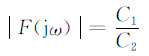 | F(jω) | = C₁/C₂